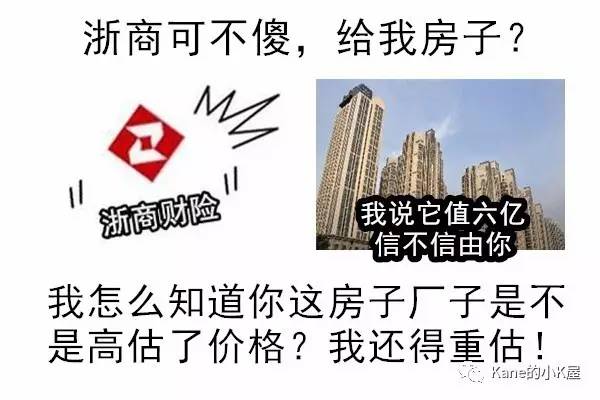 浙商可不傻，给我房子？
浙商财险
我说它值六亿
信不信由你
我怎么知道你这房子厂子是不
是高估了价格？我还得重估！
Kane的小K屋